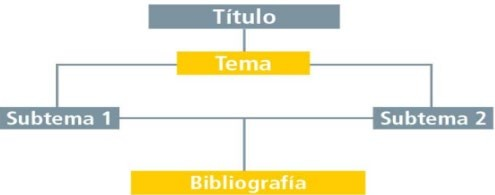 Título
Tema
Subtema 1
Subtema 2
Bibliografía